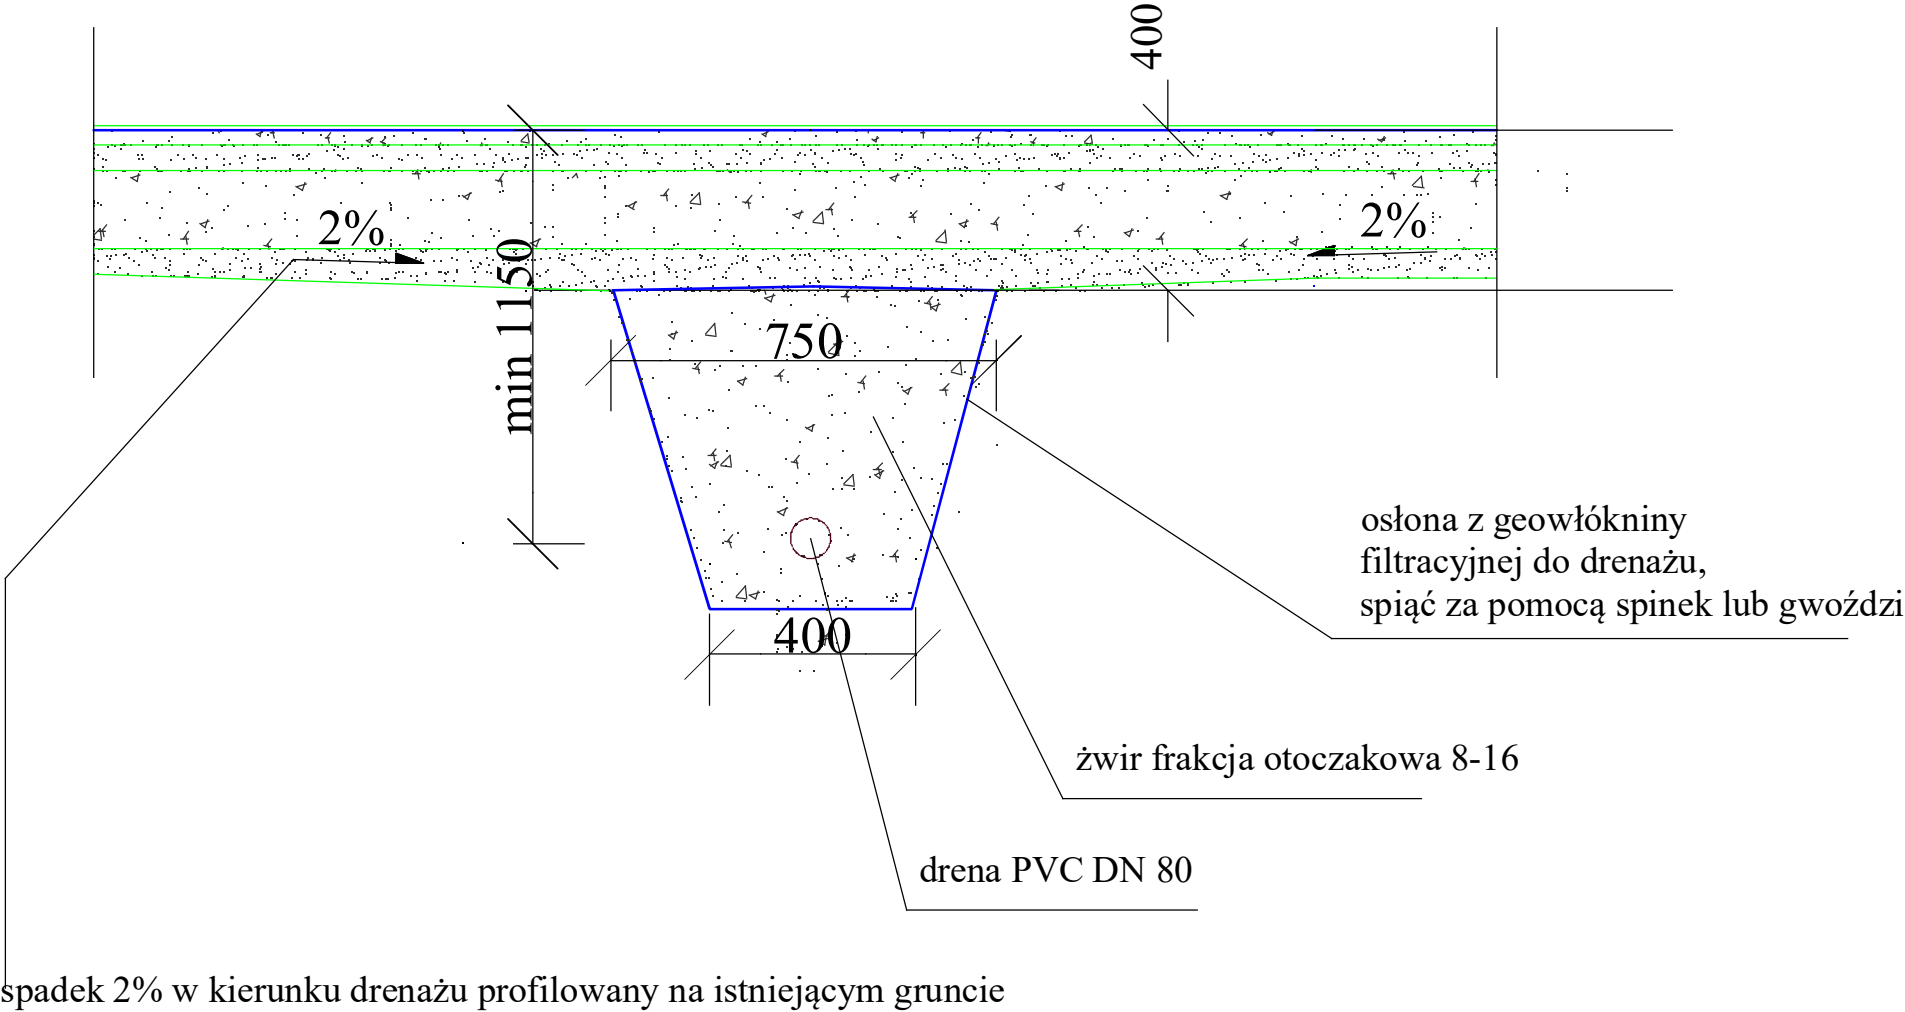 400
2%
2%
min 1150
750
osłona z geowłókniny
filtracyjnej do drenażu,
spiąć za pomocą spinek lub gwoździ
400
żwir frakcja otoczakowa 8-16
drena PVC DN 80
spadek 2% w kierunku drenażu profilowany na istniejącym gruncie